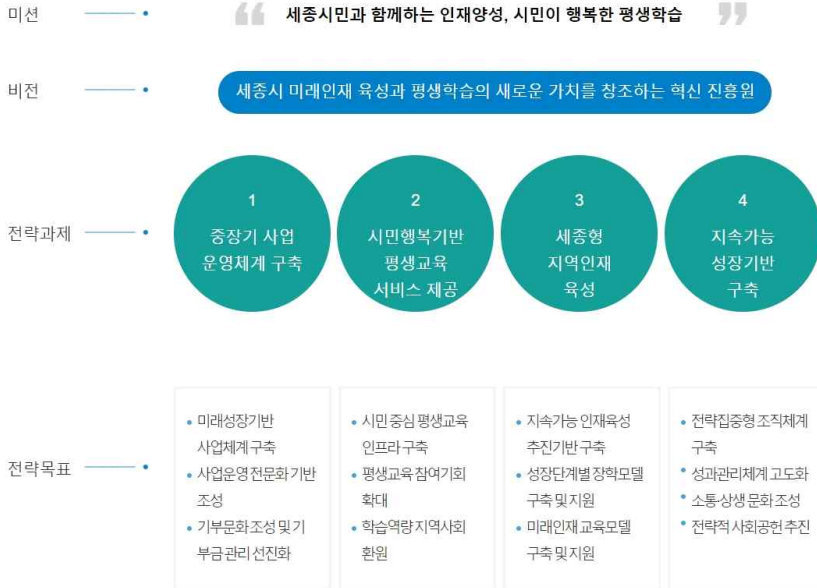 미션
세종시민과 함께하는 인재양성, 시민이 행복한 평생학습
비전
세종시 미래인재 육성과 평생학습의 새로운 가치를 창조하는 혁신 진흥원
전략과제
1
중장기 사업
운영체계 구축
2
시민행복기반
평생교육
서비스 제공
3
세종형
지역인재
육성
4
지속가능
성장기반
구축
전략목표
• 미래성장기반
사업체계구축
• 사업운영 전문화 기반
조성
• 기부문화 조성 및 기
부금 관리 선진화
• 시민 중심 평생교육
인프라 구축
• 평생교육 참여기회
확대
• 학습역량 지역사회
환원
• 지속가능 인재육성
추진기반 구축
• 성장단계별 장학모델
구축 및 지원
• 미래인재 교육모델
구축 및 지원
• 전략집중형 조직체계
구축
• 성과관리체계 고도화
• 소통·상생 문화 조성
• 전략적 사회공헌 추진